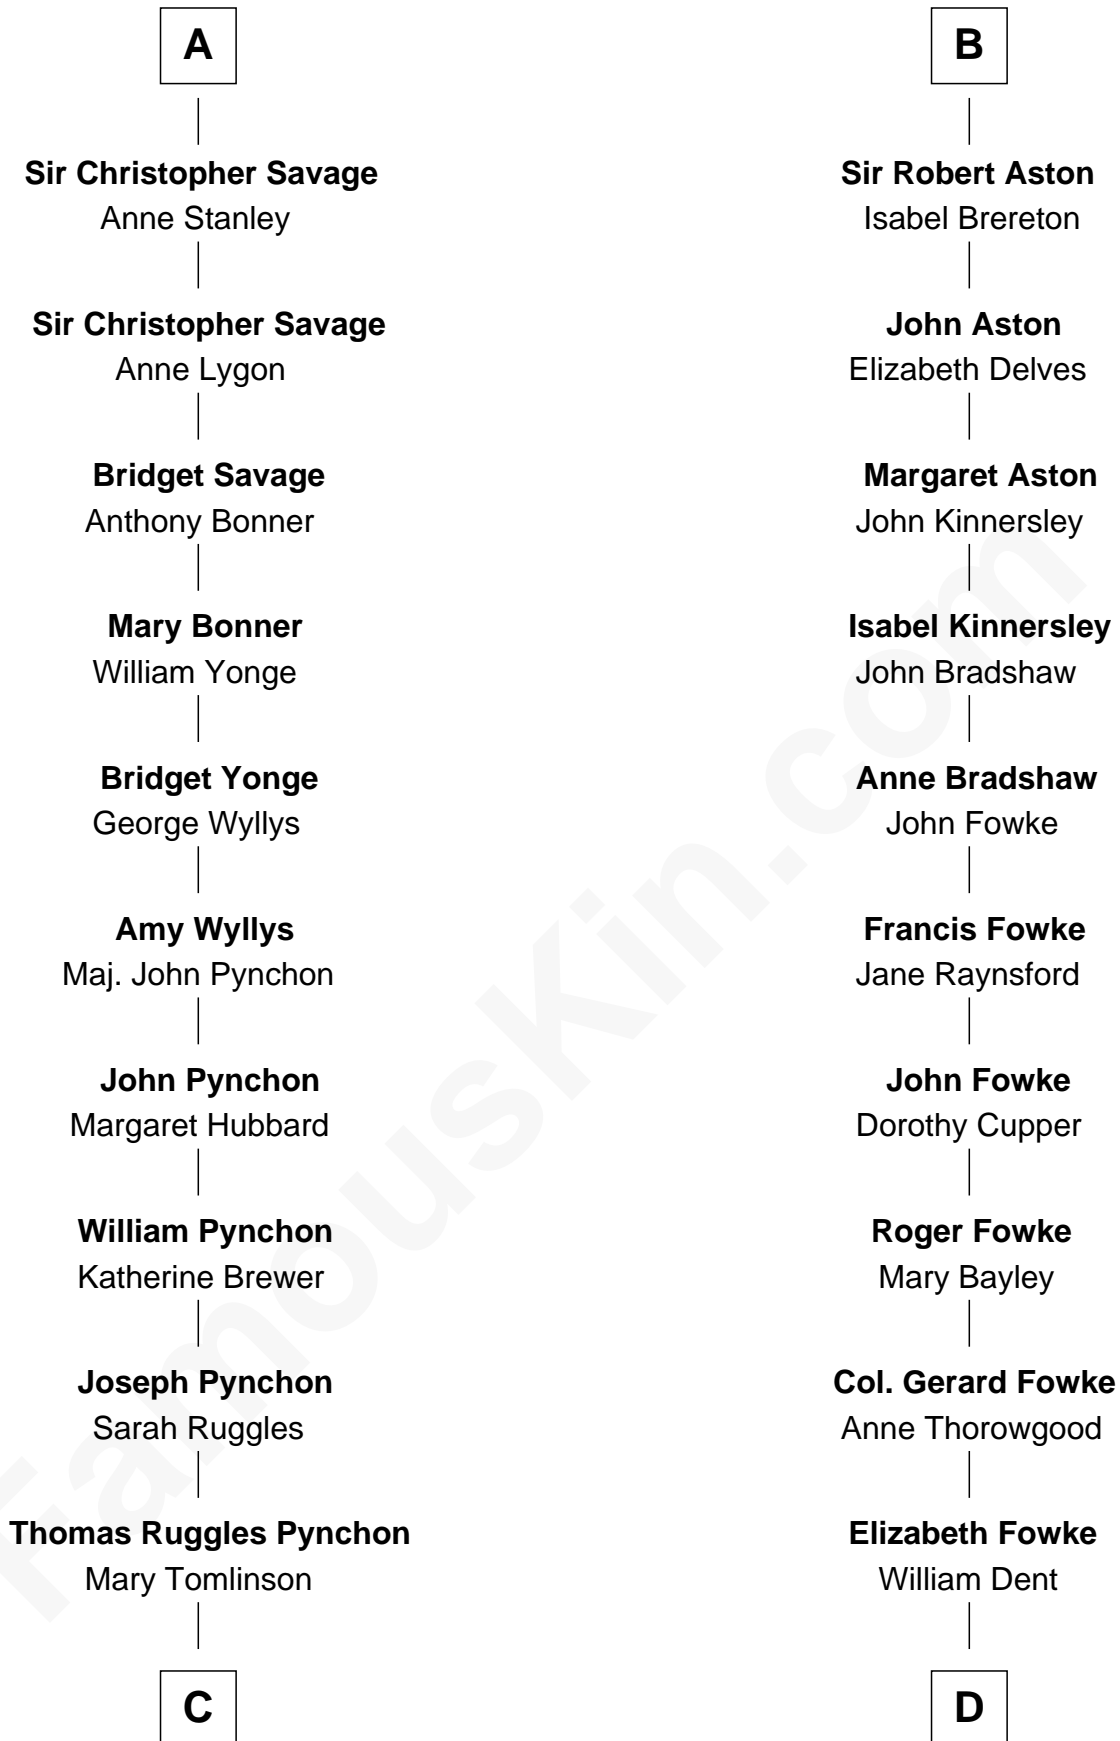 A
Sir Christopher Savage
Anne Stanley
Sir Christopher Savage
Anne Lygon
Bridget Savage
Anthony Bonner
Mary Bonner
William Yonge
Bridget Yonge
George Wyllys
Amy Wyllys
Maj. John Pynchon
John Pynchon
Margaret Hubbard
William Pynchon
Katherine Brewer
Joseph Pynchon
Sarah Ruggles
Thomas Ruggles Pynchon
Mary Tomlinson
C
B
Sir Robert Aston
Isabel Brereton
John Aston
Elizabeth Delves
Margaret Aston
John Kinnersley
Isabel Kinnersley
John Bradshaw
Anne Bradshaw
John Fowke
Francis Fowke
Jane Raynsford
John Fowke
Dorothy Cupper
Roger Fowke
Mary Bayley
Col. Gerard Fowke
Anne Thorowgood
Elizabeth Fowke
William Dent
D
FamousKin.com